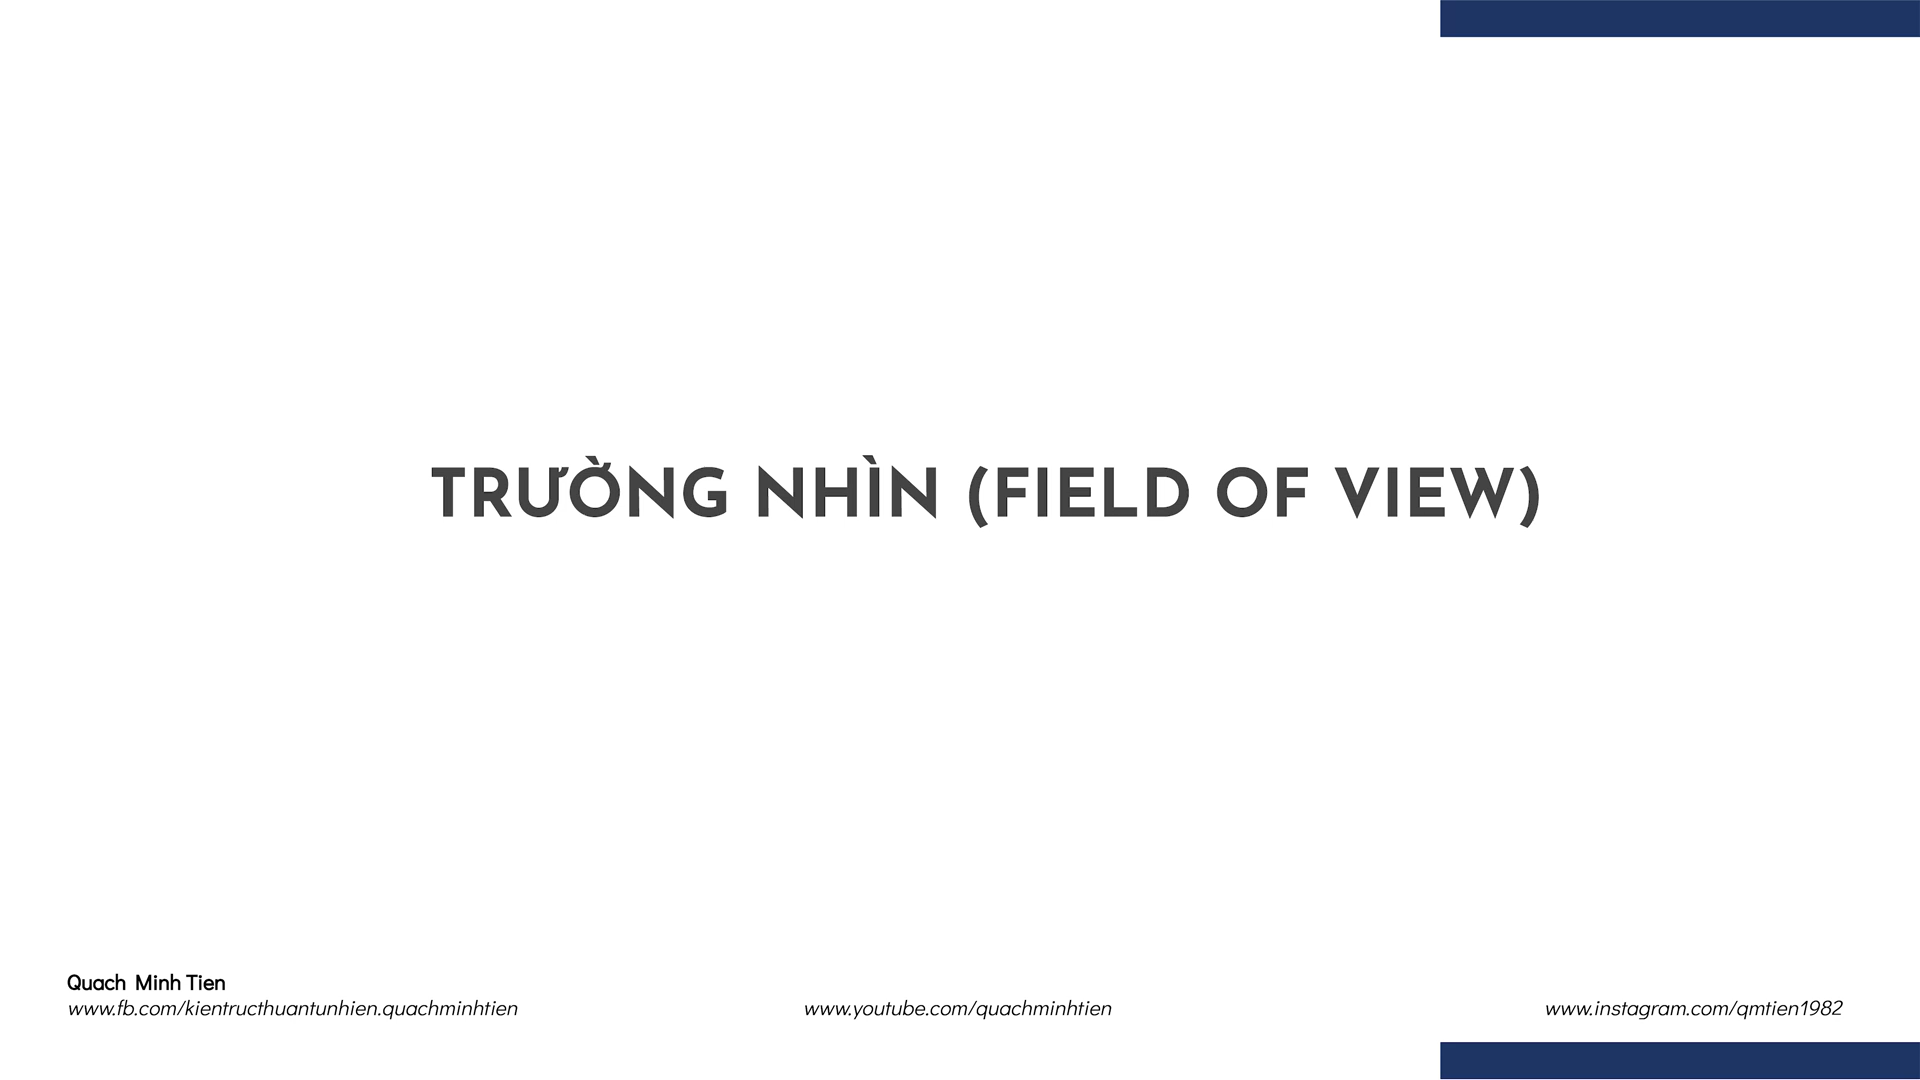 TRƯỜNG NHÌN (FIELD OF VIEW)
Quach Minh Tien
www.fb.com/kientructhuantunhien.quachminhtien
www.youtube.com/quachminhtien
www.instagram.com/qmtien1982